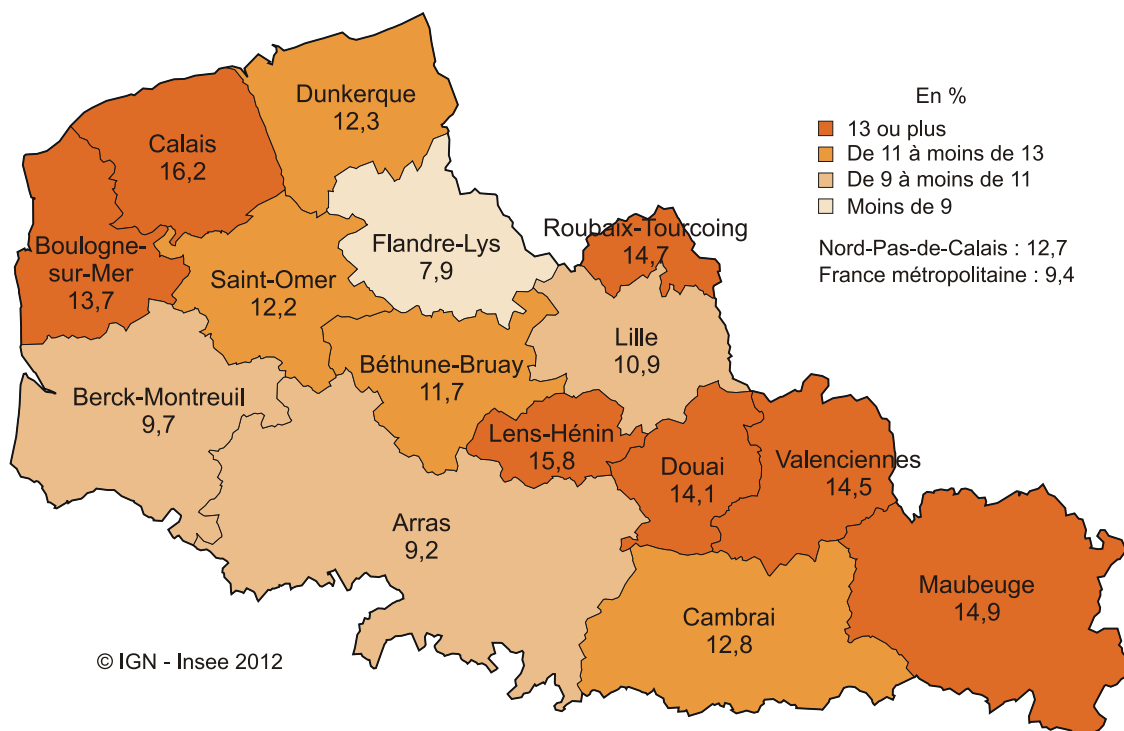 Dunkerque
12,3
Calais
16,2
En %
13 ou plus
De 11 à moins de 13
De 9 à moins de 11
Moins de 9
Nord-Pas-de-Calais : 12,7
France métropolitaine : 9,4
Roubaix-Tourcoing
14,7
Flandre-Lys
7,9
Boulogne-
sur-Mer
13,7
Saint-Omer
12,2
Lille
10,9
Béthune-Bruay
11,7
Berck-Montreuil
9,7
Lens-Hénin
15,8
Douai
14,1
Valenciennes
14,5
Arras
9,2
Maubeuge
14,9
Cambrai
12,8
© IGN - Insee 2012